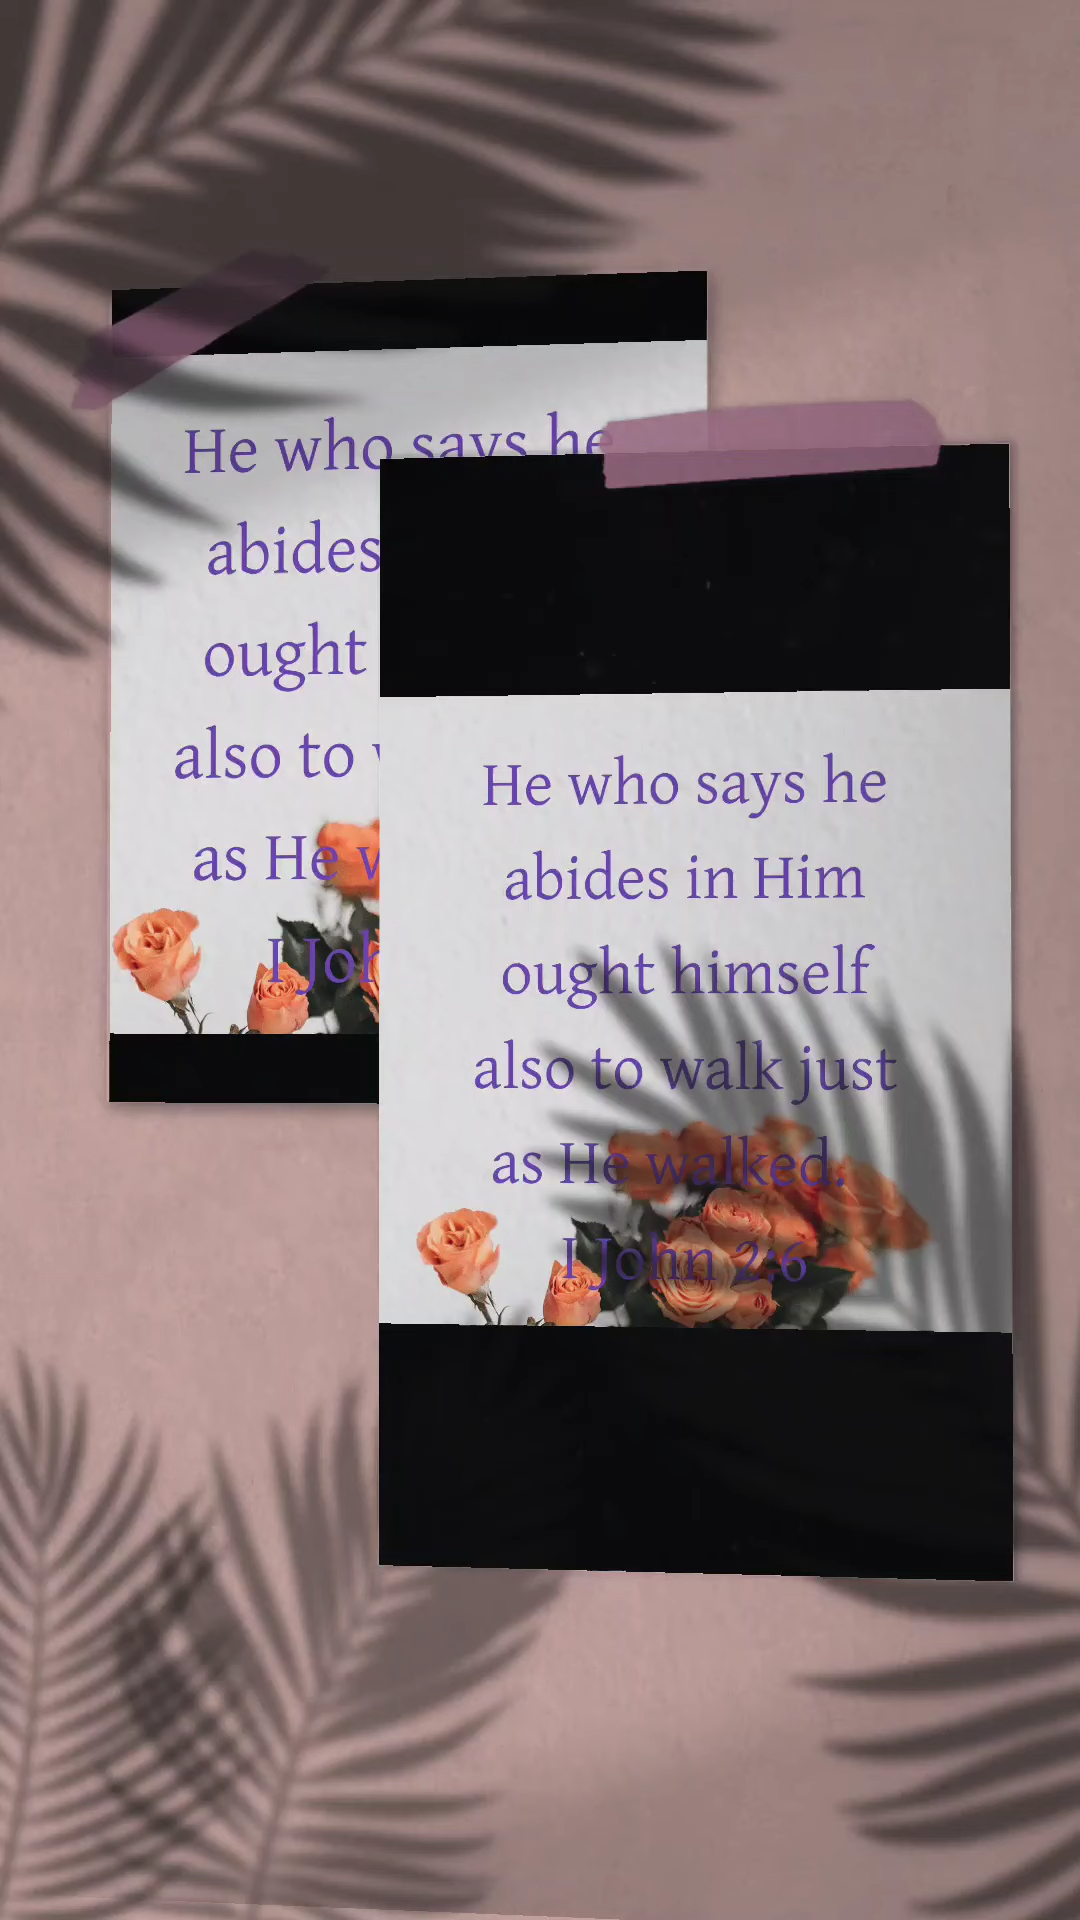 He who says he
abides
ought
also to
as He
I
He who says he
abides in Him
ought himself
also to walk just
as He walked.
I John 2:6